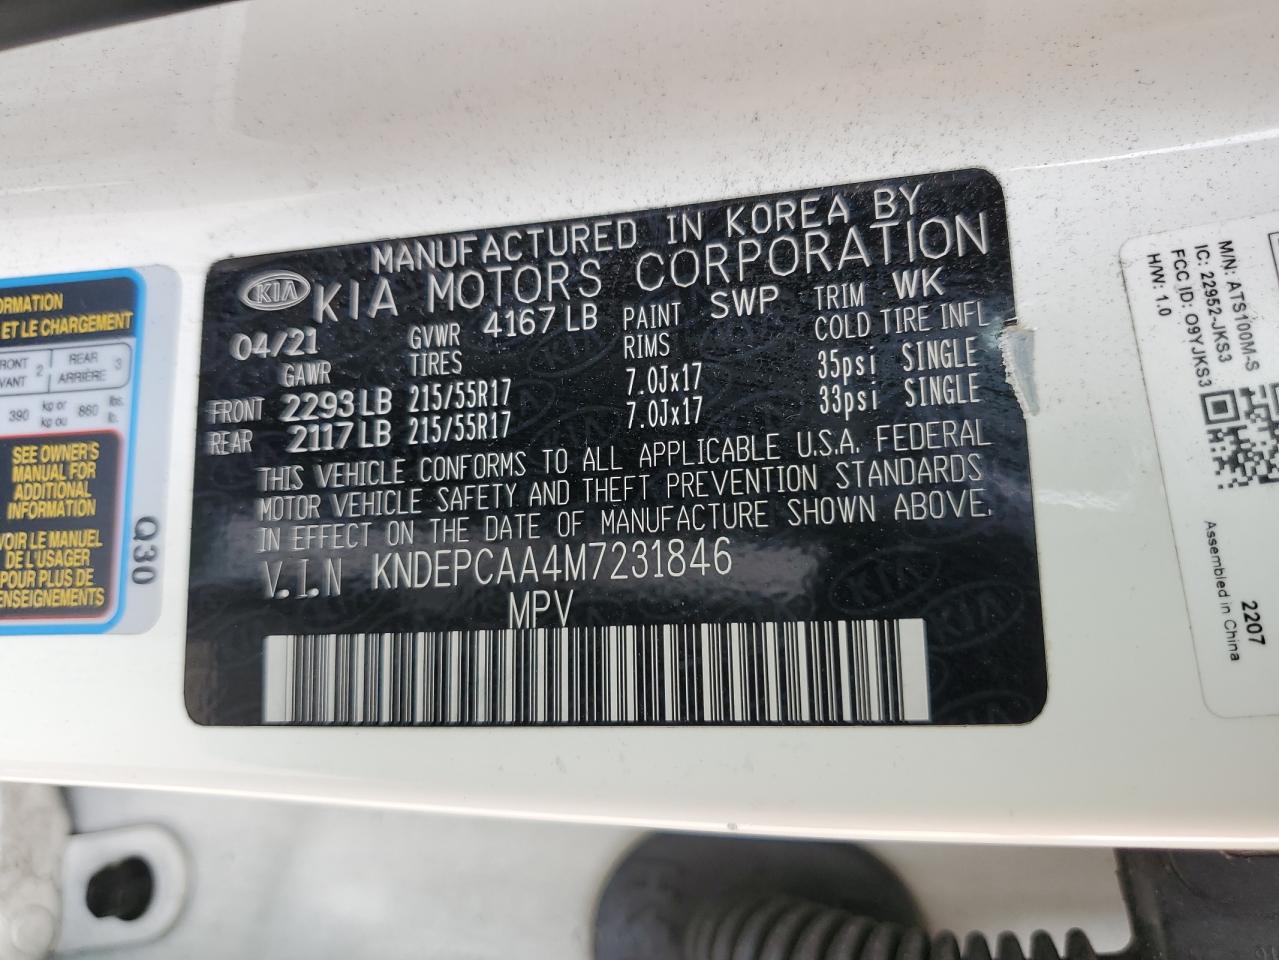 MANUFACTURED IN KOREA BY
KIA KIA MOTORS CORPORATION
04/21 GVWR 4167 LB PAINT SWP TRIM WK
GAWR TIRES RIMS COLD TIRE INFL
FRONT 2293 LB 215/55R17 7.0Jx17 35psi SINGLE
REAR 2117 LB 215/55R17 7.0Jx17 33psi SINGLE
THIS VEHICLE CONFORMS TO ALL APPLICABLE U.S.A. FEDERAL
MOTOR VEHICLE SAFETY AND THEFT PREVENTION STANDARDS
IN EFFECT ON THE DATE OF MANUFACTURE SHOWN ABOVE.
V.I.N KNDEPCAA4M7231846
MPV
ET LE CHARGEMENT
2 REAR 3
ARRIÈRE
390 kg or 860 lbs.
kg ou lb.
SEE OWNER'S
MANUAL FOR
ADDITIONAL
INFORMATION
VOIR LE MANUEL
DE L'USAGER
POUR PLUS DE
Q30
M/N: ATS100M-S
IC: 22952-JKS3
FCC ID: O9YJKS3
H/W: 1.0
Assembled in China
2207